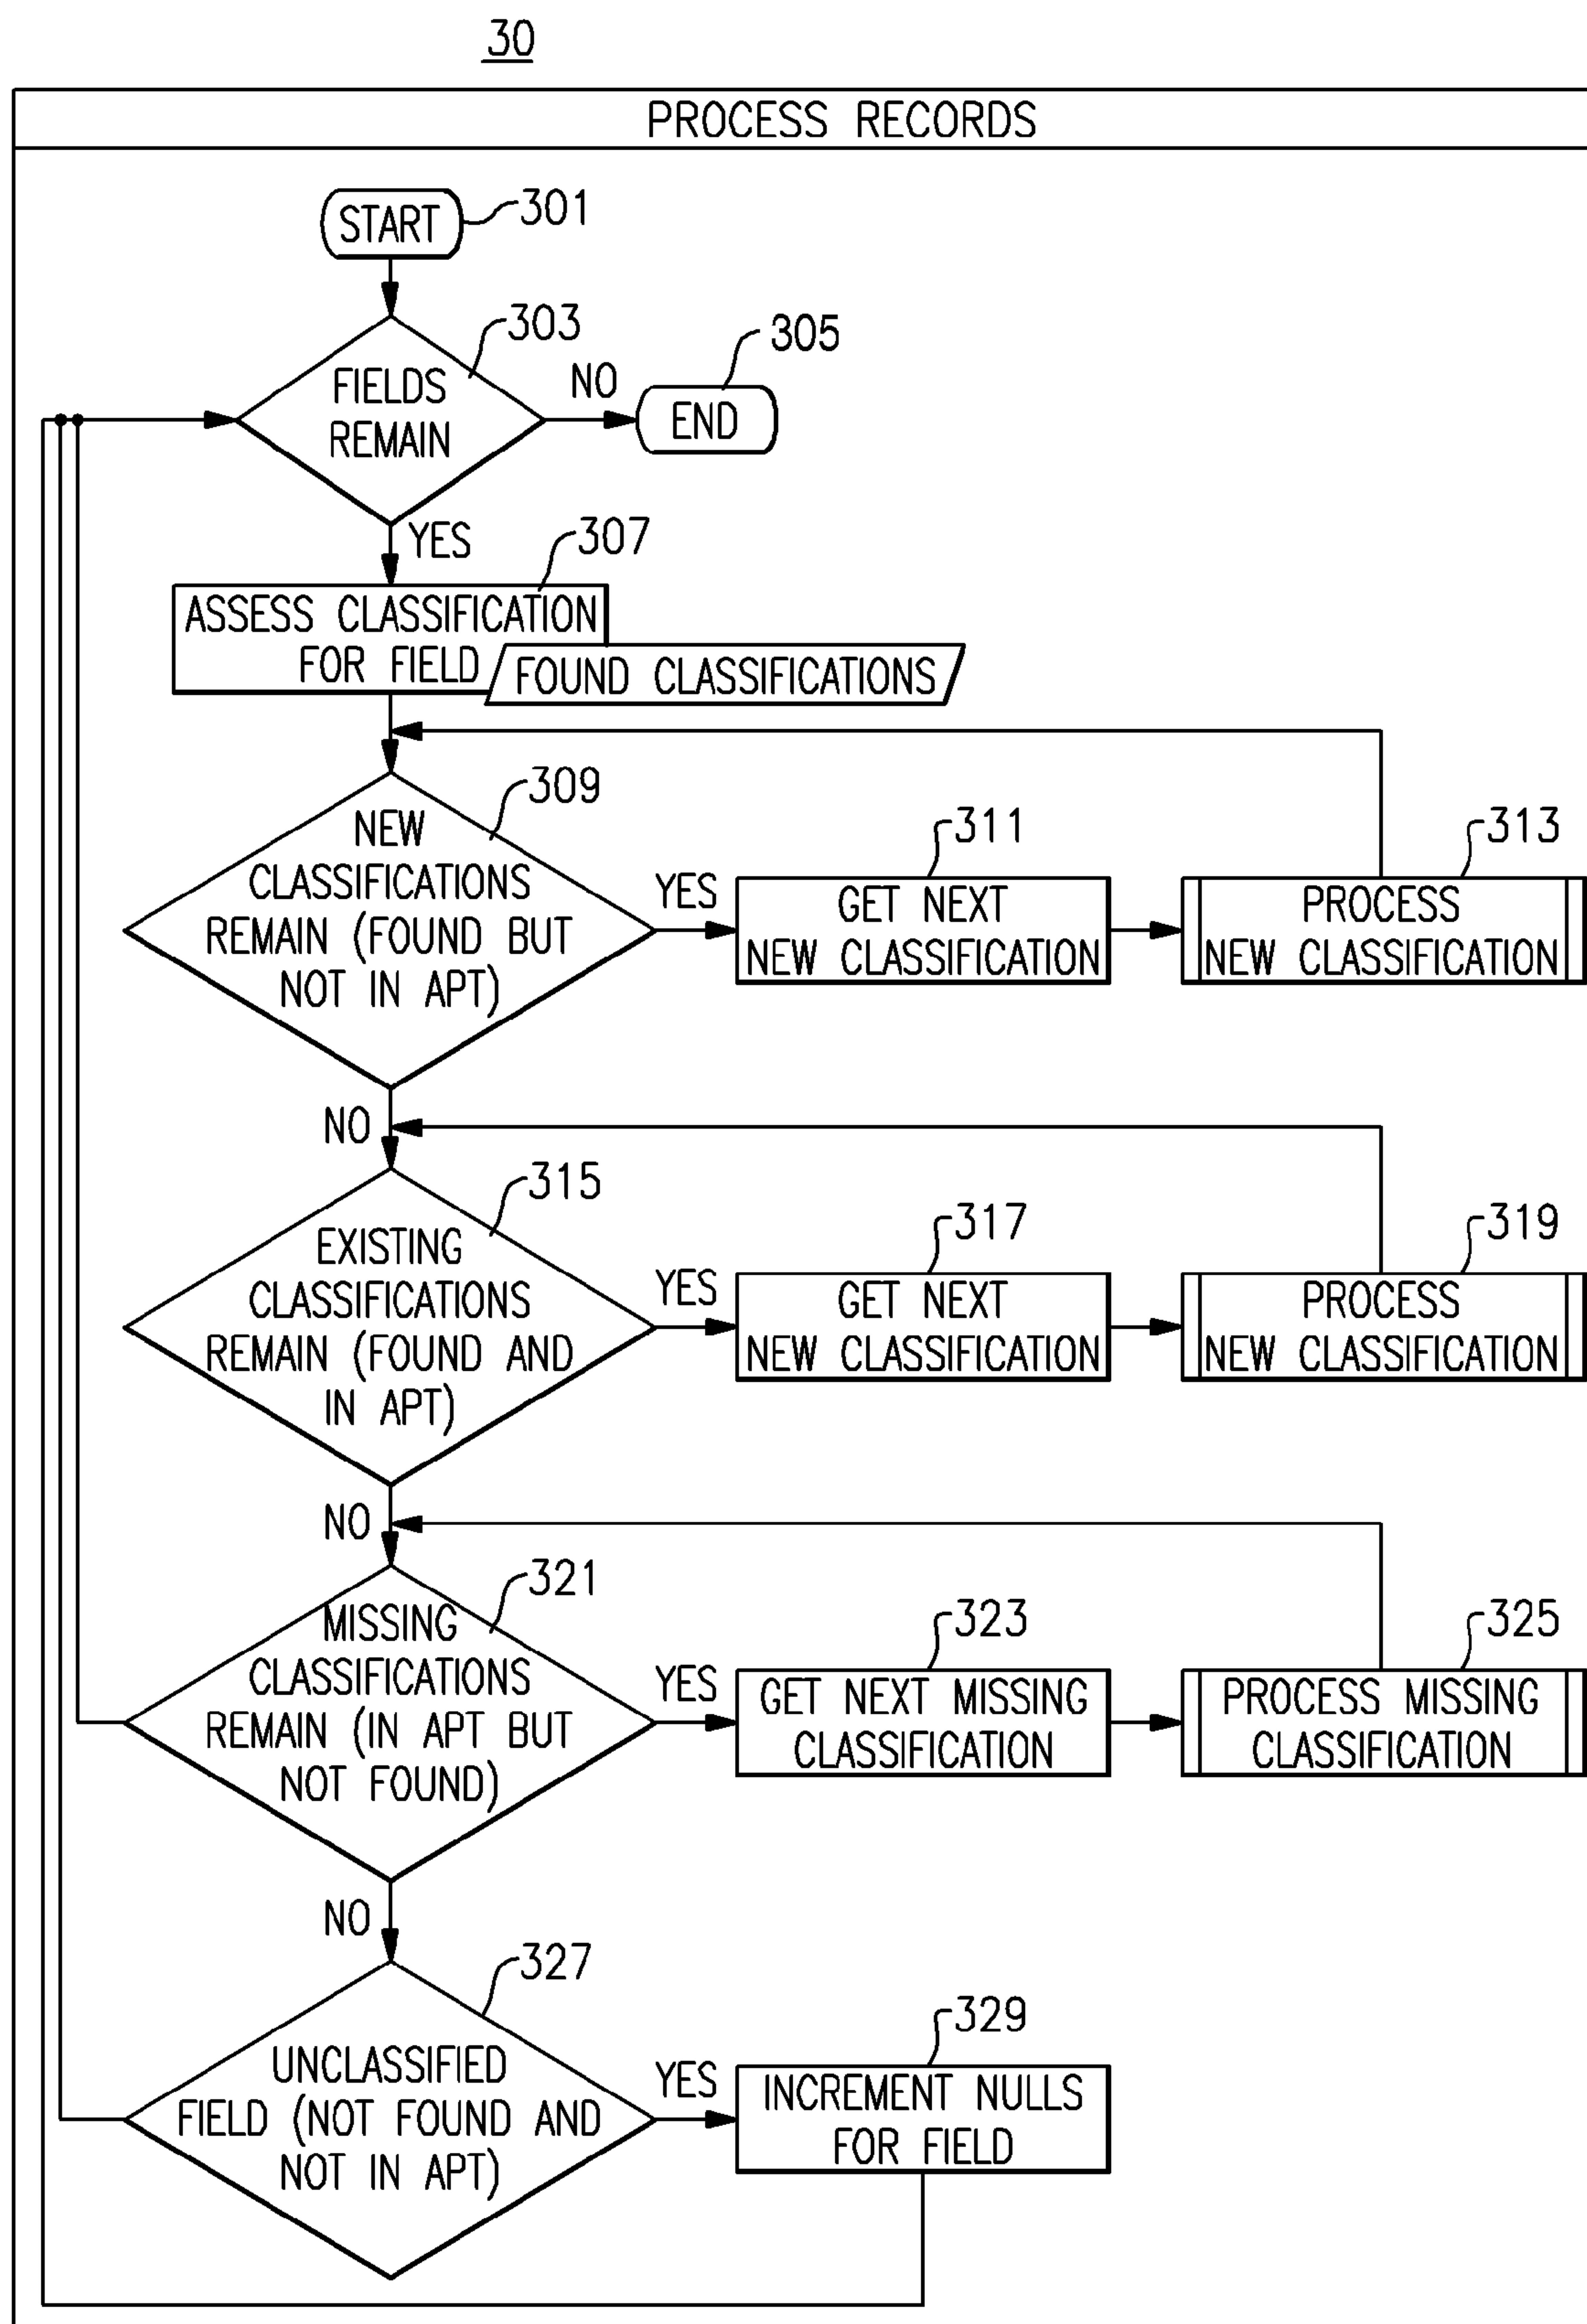 30
PROCESS RECORDS
START
301
303
FIELDS
REMAIN
NO
305
END
YES
307
ASSESS CLASSIFICATION
FOR FIELD
FOUND CLASSIFICATIONS
309
NEW
CLASSIFICATIONS
REMAIN (FOUND BUT
NOT IN APT)
YES
311
GET NEXT
NEW CLASSIFICATION
313
PROCESS
NEW CLASSIFICATION
NO
315
EXISTING
CLASSIFICATIONS
REMAIN (FOUND AND
IN APT)
YES
317
GET NEXT
NEW CLASSIFICATION
319
PROCESS
NEW CLASSIFICATION
NO
321
MISSING
CLASSIFICATIONS
REMAIN (IN APT BUT
NOT FOUND)
YES
323
GET NEXT MISSING
CLASSIFICATION
325
PROCESS MISSING
CLASSIFICATION
NO
327
UNCLASSIFIED
FIELD (NOT FOUND AND
NOT IN APT)
YES
329
INCREMENT NULLS
FOR FIELD